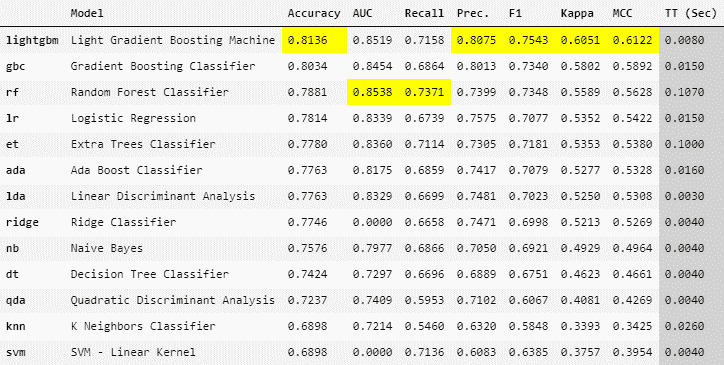 Model Accuracy AUC Recall Prec. F1 Kappa MCC TT (Sec)
lightgbm Light Gradient Boosting Machine 0.8136 0.8519 0.7158 0.8075 0.7543 0.6051 0.6122 0.0080
gbc Gradient Boosting Classifier 0.8034 0.8454 0.6864 0.8013 0.7340 0.5802 0.5892 0.0150
rf Random Forest Classifier 0.7881 0.8538 0.7371 0.7399 0.7348 0.5589 0.5628 0.1070
lr Logistic Regression 0.7814 0.8339 0.6739 0.7575 0.7077 0.5352 0.5422 0.0150
et Extra Trees Classifier 0.7780 0.8360 0.7114 0.7305 0.7181 0.5353 0.5380 0.1000
ada Ada Boost Classifier 0.7763 0.8175 0.6859 0.7417 0.7079 0.5277 0.5328 0.0160
lda Linear Discriminant Analysis 0.7763 0.8329 0.6699 0.7481 0.7023 0.5250 0.5308 0.0030
ridge Ridge Classifier 0.7746 0.0000 0.6658 0.7471 0.6998 0.5213 0.5269 0.0040
nb Naive Bayes 0.7576 0.7977 0.6866 0.7050 0.6921 0.4929 0.4964 0.0040
dt Decision Tree Classifier 0.7424 0.7297 0.6696 0.6889 0.6751 0.4623 0.4661 0.0040
qda Quadratic Discriminant Analysis 0.7237 0.7409 0.5953 0.7102 0.6067 0.4081 0.4269 0.0040
knn K Neighbors Classifier 0.6898 0.7214 0.5460 0.6320 0.5848 0.3393 0.3425 0.0260
svm SVM - Linear Kernel 0.6898 0.0000 0.7136 0.6083 0.6385 0.3757 0.3954 0.0040